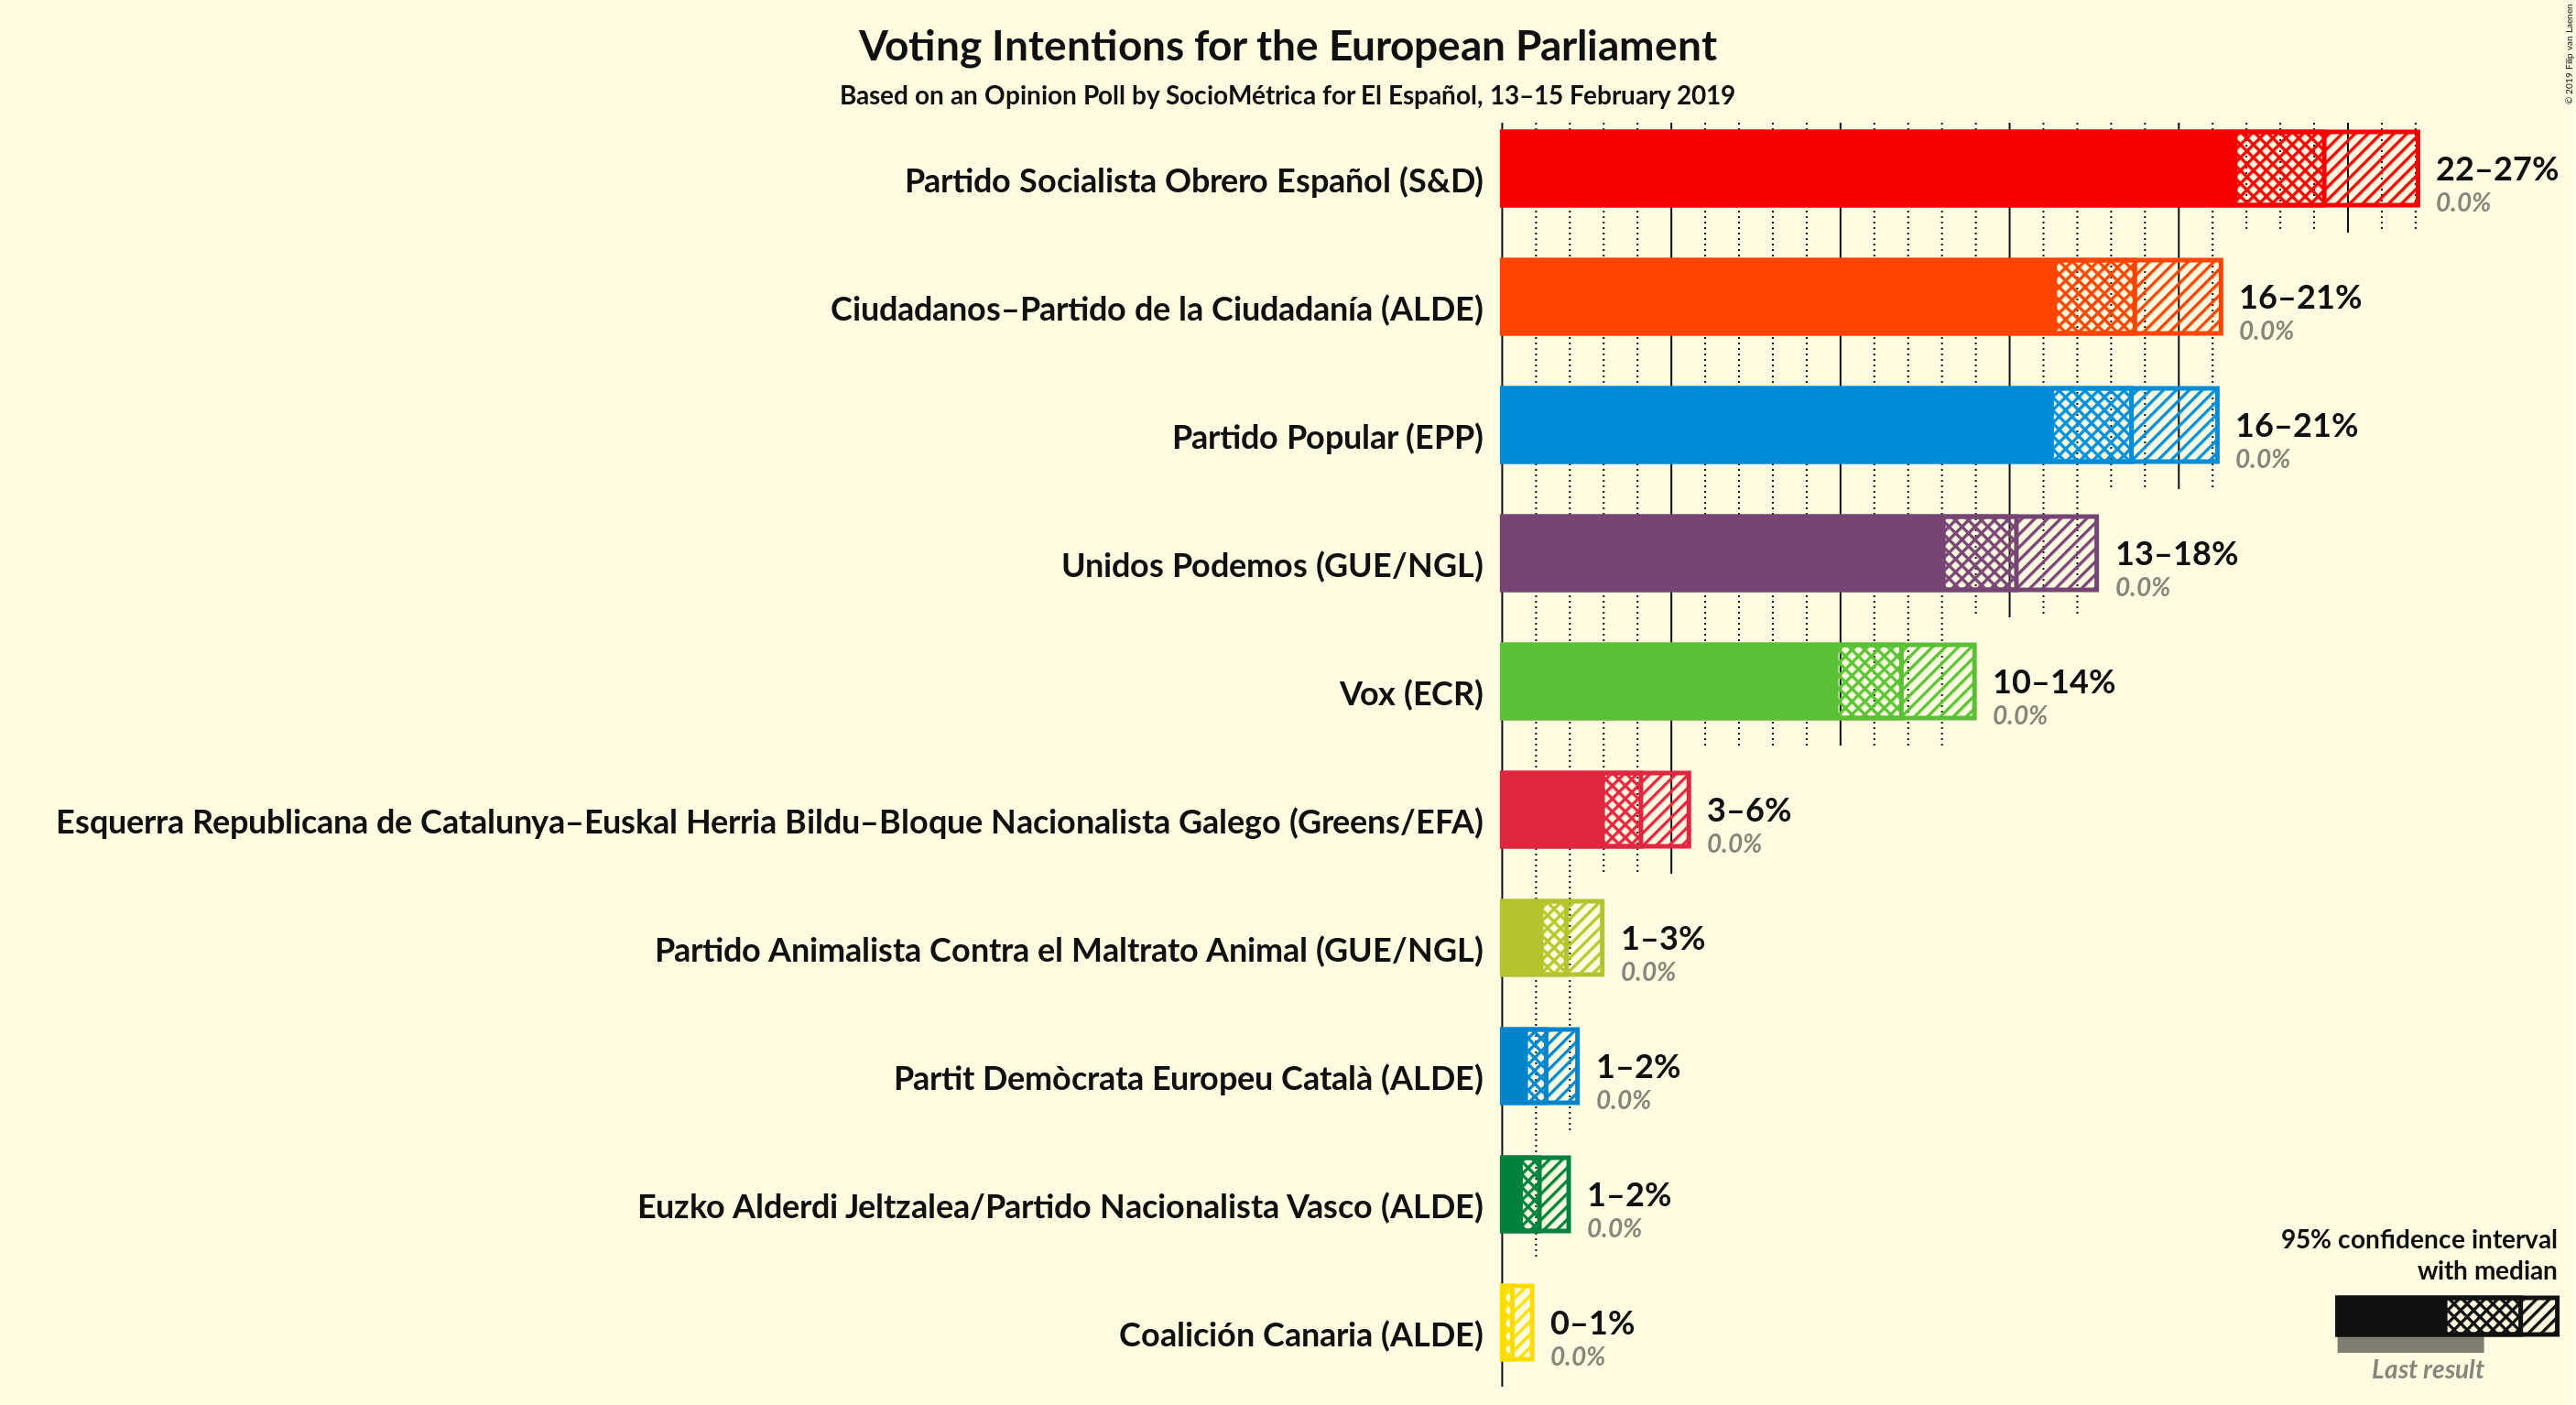 Voting Intentions for the European Parliament
Based on an Opinion Poll by SocioMétrica for El Español, 13–15 February 2019
© 2019 Filip van Laenen
Partido Socialista Obrero Español (S&D)
22–27%
0.0%
Ciudadanos–Partido de la Ciudadanía (ALDE)
16–21%
0.0%
Partido Popular (EPP)
16–21%
0.0%
Unidos Podemos (GUE/NGL)
13–18%
0.0%
Vox (ECR)
10–14%
0.0%
Esquerra Republicana de Catalunya–Euskal Herria Bildu–Bloque Nacionalista Galego (Greens/EFA)
3–6%
0.0%
Partido Animalista Contra el Maltrato Animal (GUE/NGL)
1–3%
0.0%
Partit Demòcrata Europeu Català (ALDE)
1–2%
0.0%
Euzko Alderdi Jeltzalea/Partido Nacionalista Vasco (ALDE)
1–2%
0.0%
Coalición Canaria (ALDE)
0–1%
0.0%
95% confidence interval
with median
Last result